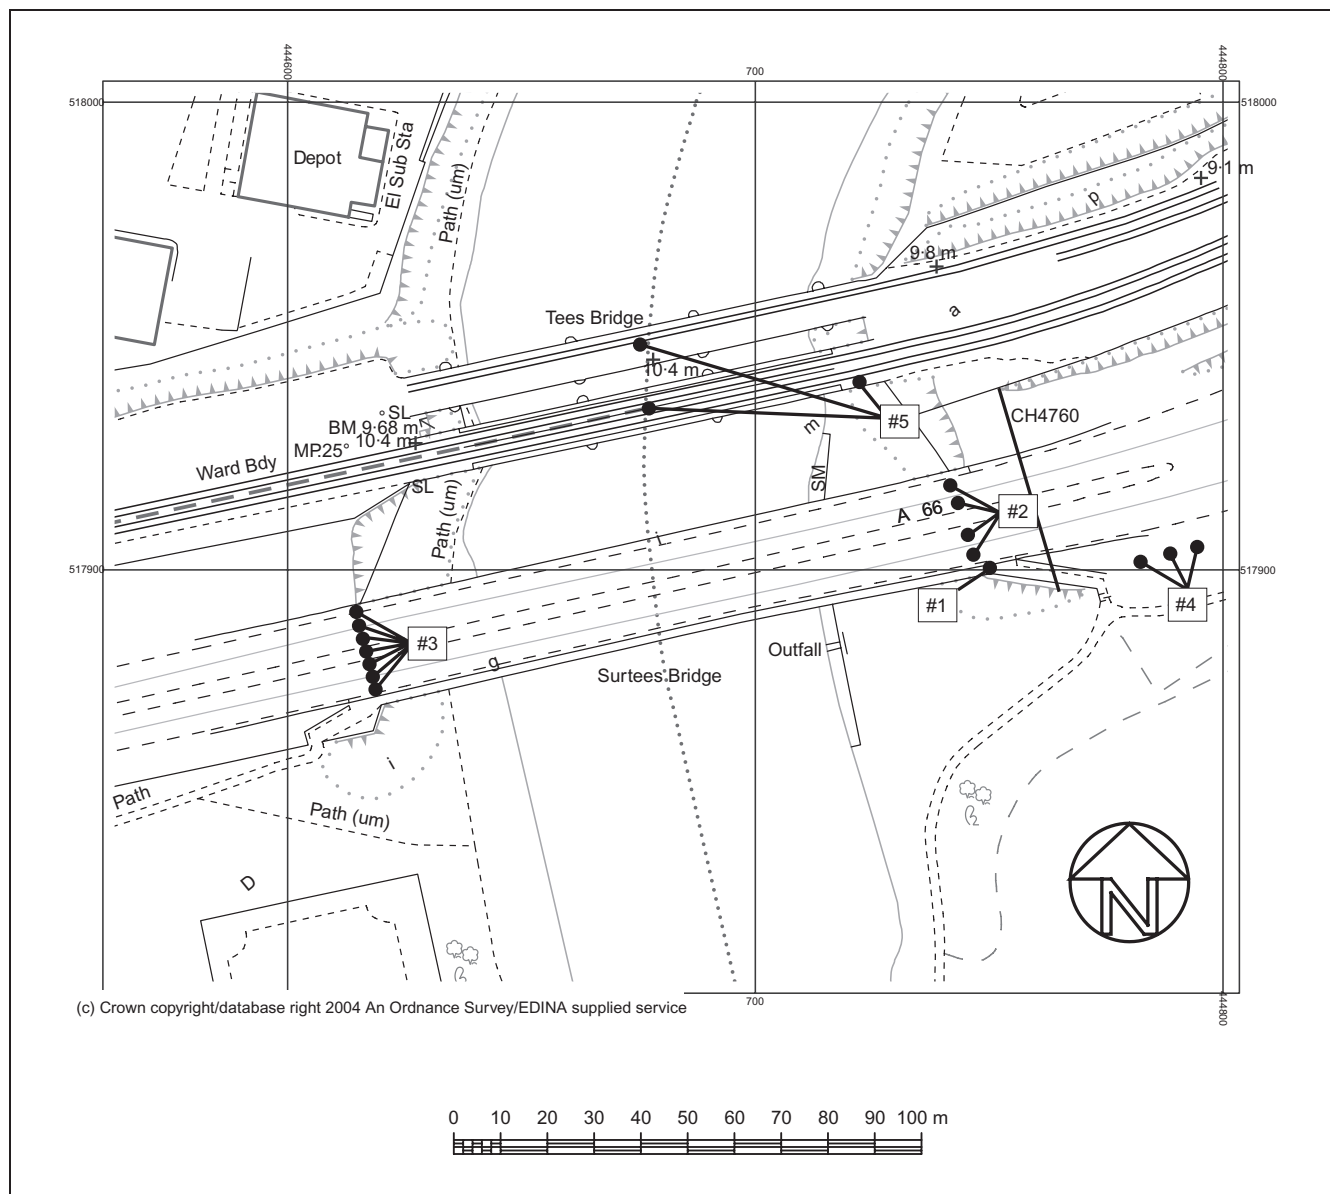 444600
700
444800
518000
518000
Depot
El Sub Sta
Path (um)
9·1 m
p
9·8 m
a
Tees Bridge
10·4 m
SL
BM 9·68 m
10·4 m
MP25
Ward Bdy
SL
Path (um)
#5
m
SM
CH4760
A 66
#2
i
517900
517900
#1
#4
#3
g
Outfall
Surtees Bridge
i
Path
Path (um)
D
N
700
444800
(c) Crown copyright/database right 2004 An Ordnance Survey/EDINA supplied service
0 10 20 30 40 50 60 70 80 90 100 m